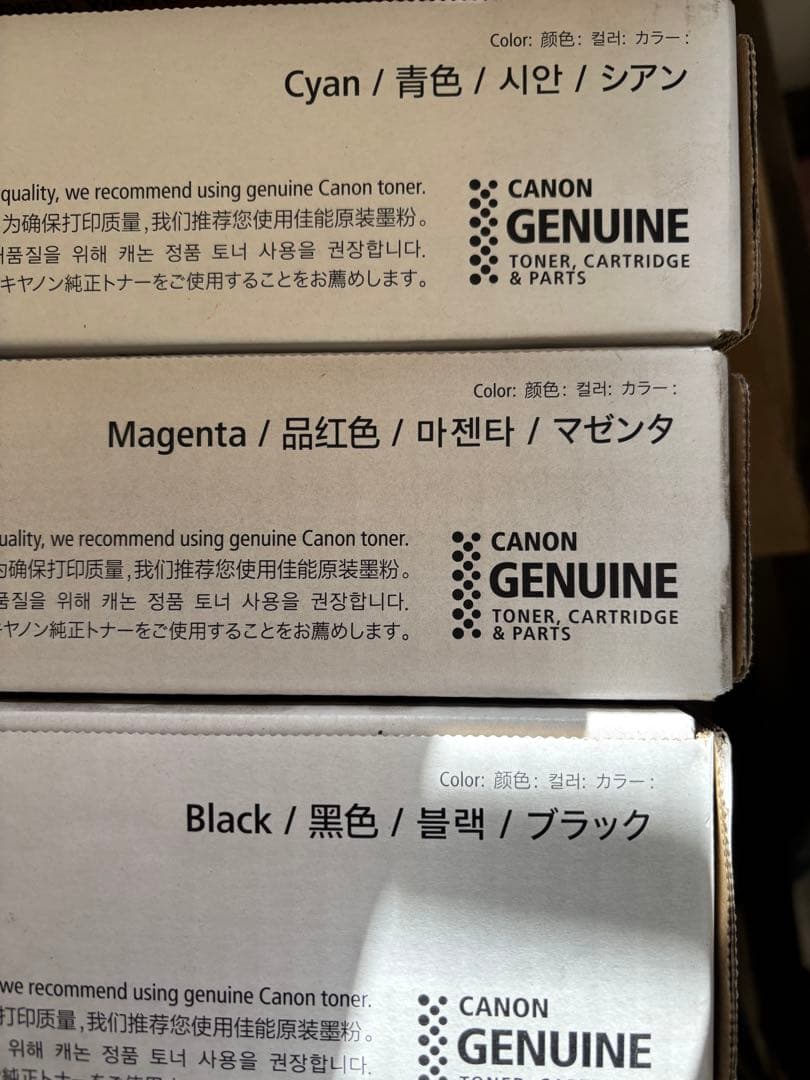 Color: 颜色: 컬러: カラー:
Cyan / 青色 / 시안 / シアン
quality, we recommend using genuine Canon toner.
为确保打印质量,我们推荐您使用佳能原装墨粉。
품질을 위해 캐논 정품 토너 사용을 권장합니다.
キヤノン純正トナーをご使用することをお薦めします。
CANON
GENUINE
TONER, CARTRIDGE
& PARTS
Color: 颜色: 컬러: カラー:
Magenta / 品红色 / 마젠타 / マゼンタ
we recommend using genuine Canon toner.
确保打印质量,我们推荐您使用佳能原装墨粉。
품질을 위해 캐논 정품 토너 사용을 권장합니다.
ヤノン純正トナーをご使用することをお薦めします。
CANON
GENUINE
TONER, CARTRIDGE
& PARTS
Color: 颜色: 컬러: カラー:
Black / 黑色 / 블랙 / ブラック
we recommend using genuine Canon toner.
打印质量,我们推荐您使用佳能原装墨粉。
위해 캐논 정품 토너 사용을 권장합니다.
CANON
GENUINE